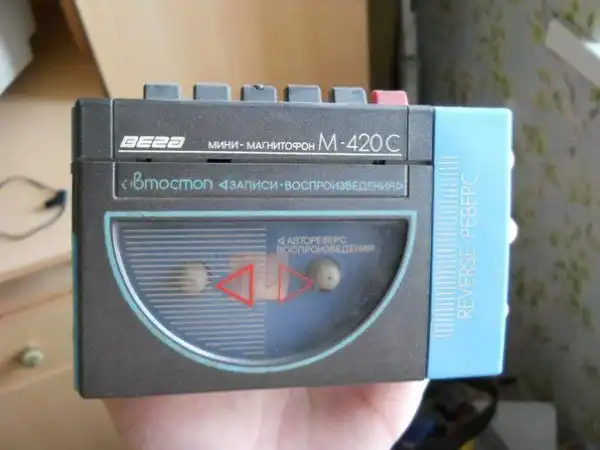 Вега МИНИ-МАГНИТОФОН М-420С
Автостоп ◁ЗАПИСИ·ВОСПРОИЗВЕДЕНИЯ▷
◁ АВТОРЕВЕРС
ВОСПРОИЗВЕДЕНИЯ
REVERSE·РЕВЕРС